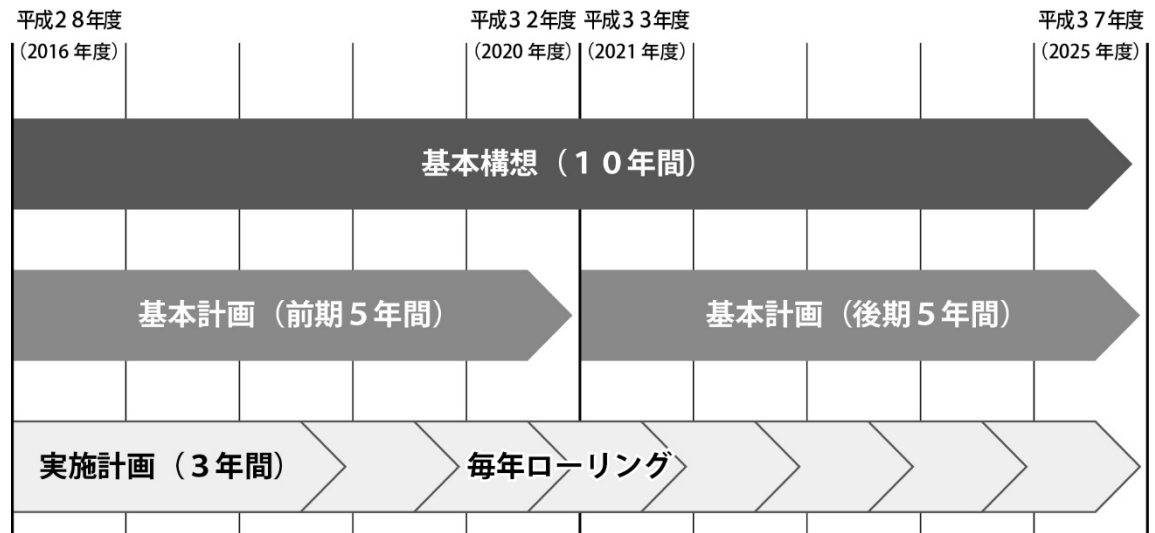 平成２８年度
（2016 年度）
平成３２年度
（2020 年度）
平成３３年度
（2021 年度）
平成３７年度
（2025 年度）
基本構想（１０年間）
基本計画（前期５年間）
基本計画（後期５年間）
実施計画（３年間）
毎年ローリング